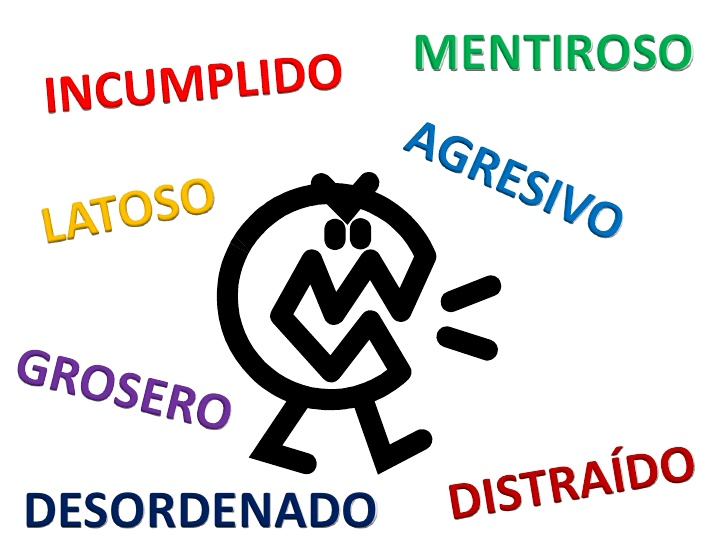 INCUMPLIDO
MENTIROSO
AGRESIVO
LATOSO
GROSERO
DISTRAÍDO
DESORDENADO